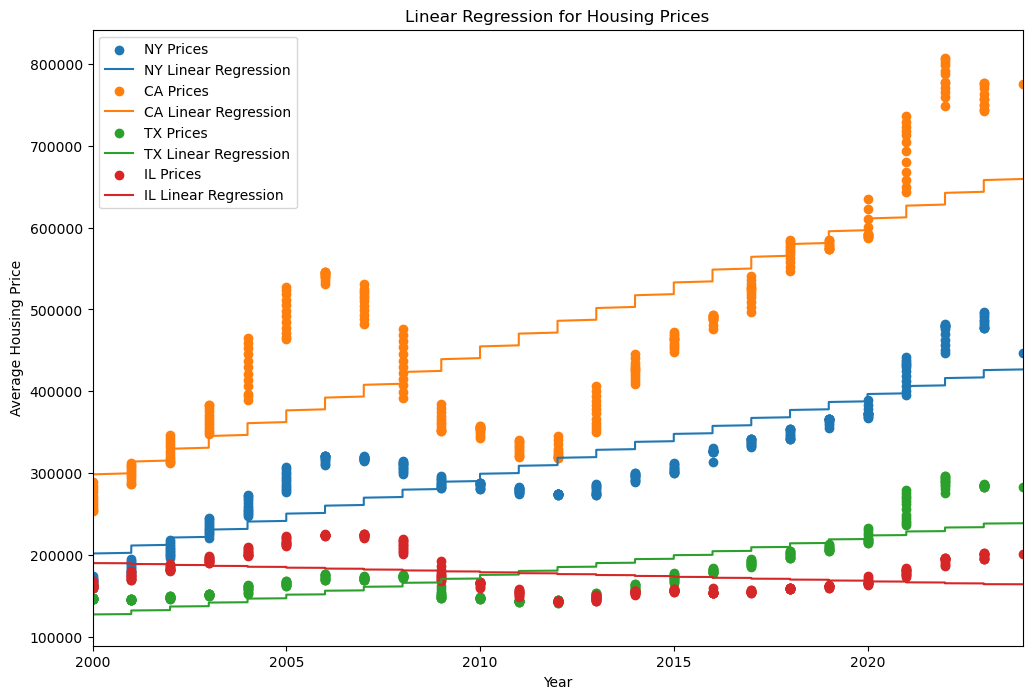 Linear Regression for Housing Prices
NY Prices
NY Linear Regression
CA Prices
CA Linear Regression
TX Prices
TX Linear Regression
IL Prices
IL Linear Regression
800000
700000
600000
500000
400000
300000
200000
100000
Average Housing Price
2000
2005
2010
2015
2020
Year